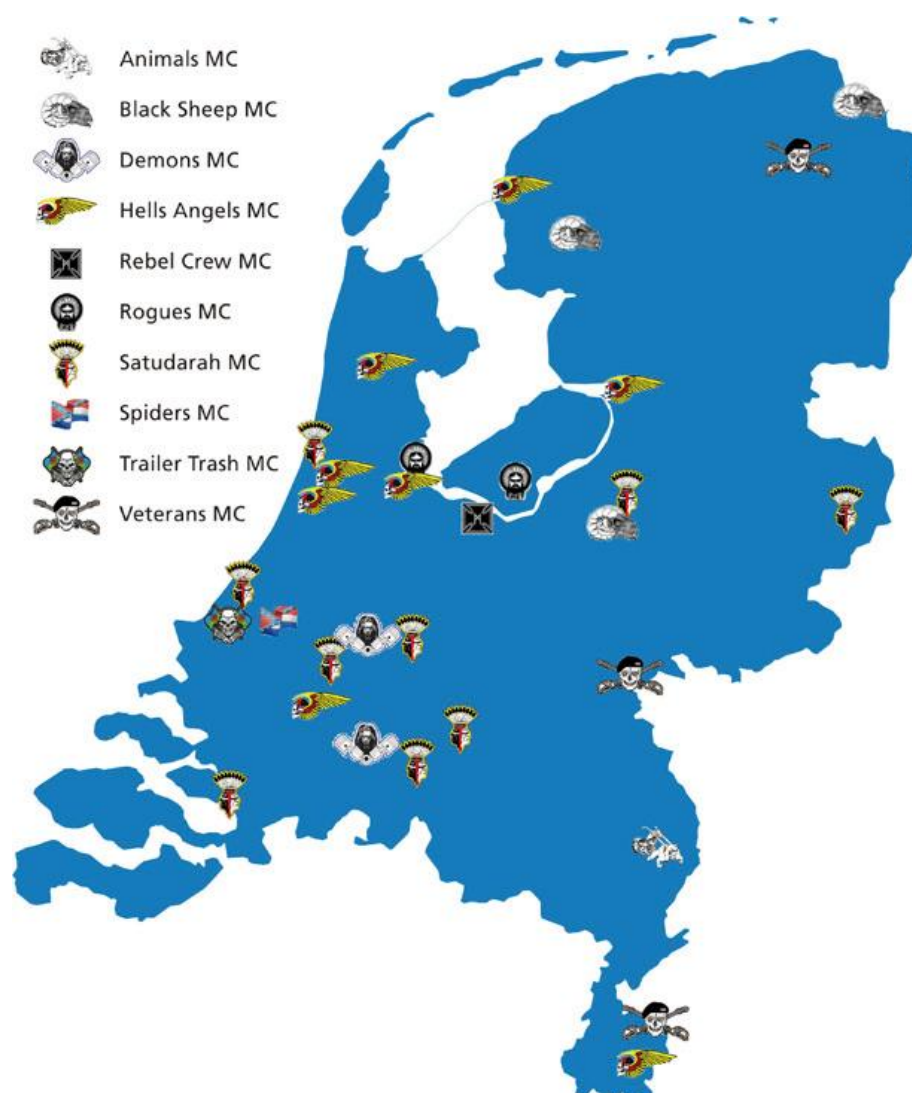 Animals MC
Black Sheep MC
Demons MC
Hells Angels MC
Rebel Crew MC
Rogues MC
Satudarah MC
Spiders MC
Trailer Trash MC
Veterans MC